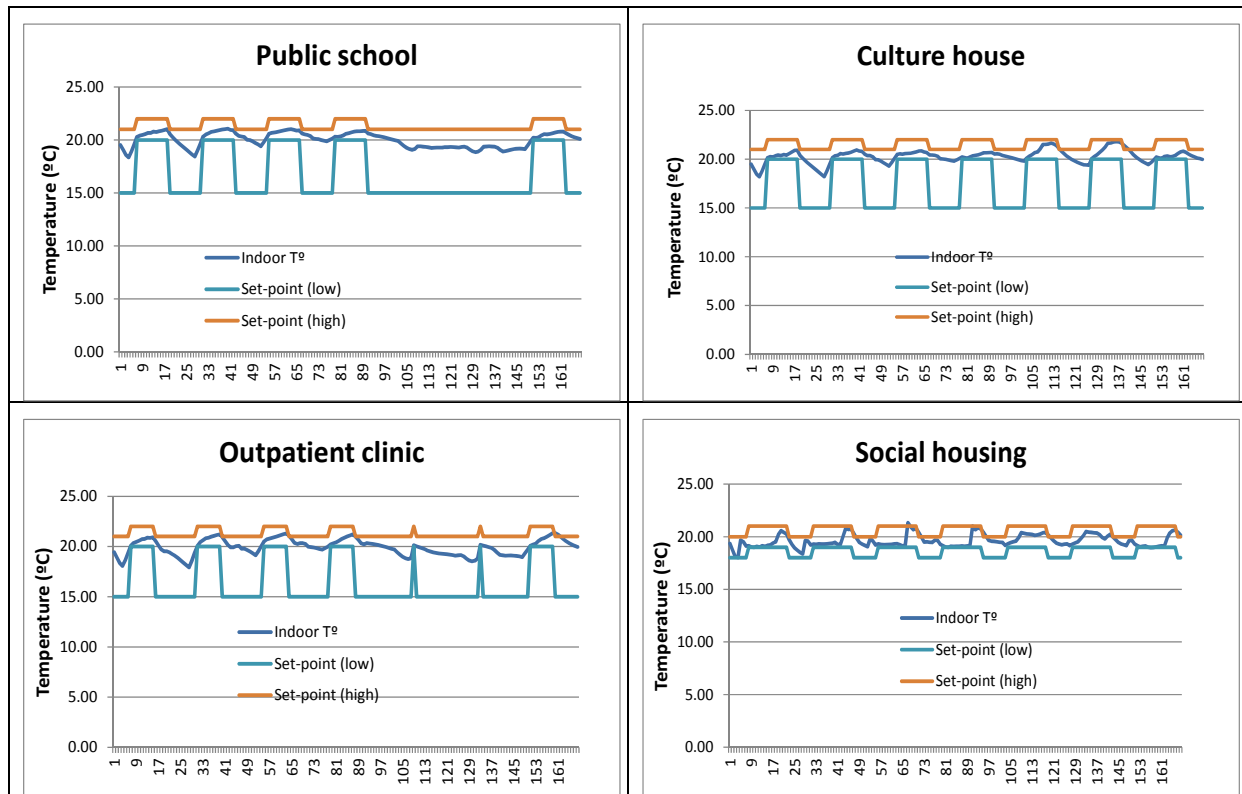 Public school
Temperature (ºC)
25.00
20.00
15.00
10.00
5.00
0.00
Indoor Tº
Set-point (low)
Set-point (high)
1 9 17 25 33 41 49 57 65 73 81 89 97 105 113 121 129 137 145 153 161
Culture house
Temperature (ºC)
25.00
20.00
15.00
10.00
5.00
0.00
Indoor Tº
Set-point (low)
Set-point (high)
1 9 17 25 33 41 49 57 65 73 81 89 97 105 113 121 129 137 145 153 161
Outpatient clinic
Temperature (ºC)
25.00
20.00
15.00
10.00
5.00
0.00
Indoor Tº
Set-point (low)
Set-point (high)
1 9 17 25 33 41 49 57 65 73 81 89 97 105 113 121 129 137 145 153 161
Social housing
Temperature (ºC)
25.00
20.00
15.00
10.00
5.00
0.00
Indoor Tº
Set-point (low)
Set-point (high)
1 9 17 25 33 41 49 57 65 73 81 89 97 105 113 121 129 137 145 153 161